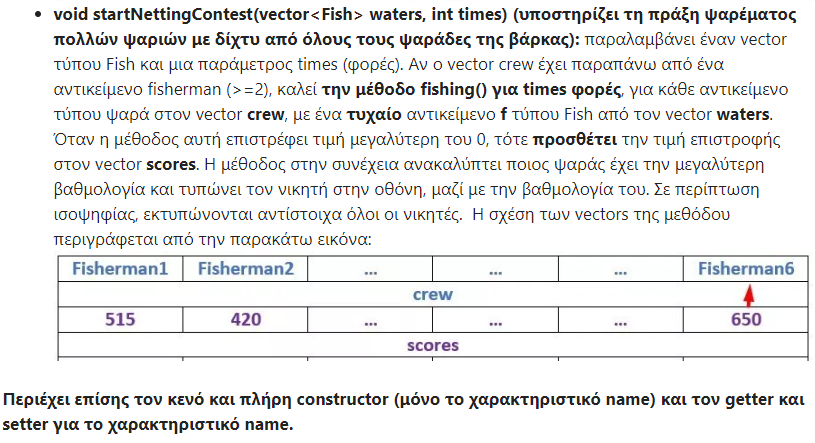 • void startNettingContest(vector<Fish> waters, int times) (υποστηρίζει τη πράξη ψαρέματος
πολλών ψαριών με δίχτυ από όλους τους ψαράδες της βάρκας): παραλαμβάνει έναν vector
τύπου Fish και μια παράμετρος times (φορές). Αν ο vector crew έχει παραπάνω από ένα
αντικείμενο fisherman (>=2), καλεί την μέθοδο fishing() για times φορές, για κάθε αντικείμενο
τύπου ψαρά στον vector crew, με ένα τυχαίο αντικείμενο f τύπου Fish από τον vector waters.
Όταν η μέθοδος αυτή επιστρέφει τιμή μεγαλύτερη του 0, τότε προσθέτει την τιμή επιστροφής
στον vector scores. Η μέθοδος στην συνέχεια ανακαλύπτει ποιος ψαράς έχει την μεγαλύτερη
βαθμολογία και τυπώνει τον νικητή στην οθόνη, μαζί με την βαθμολογία του. Σε περίπτωση
ισοψηφίας, εκτυπώνονται αντίστοιχα όλοι οι νικητές. Η σχέση των vectors της μεθόδου
περιγράφεται από την παρακάτω εικόνα:
Fisherman1 Fisherman2 ... ... ... Fisherman6
crew
515 420 ... ... ... 650
scores
Περιέχει επίσης τον κενό και πλήρη constructor (μόνο το χαρακτηριστικό name) και τον getter και
setter για το χαρακτηριστικό name.